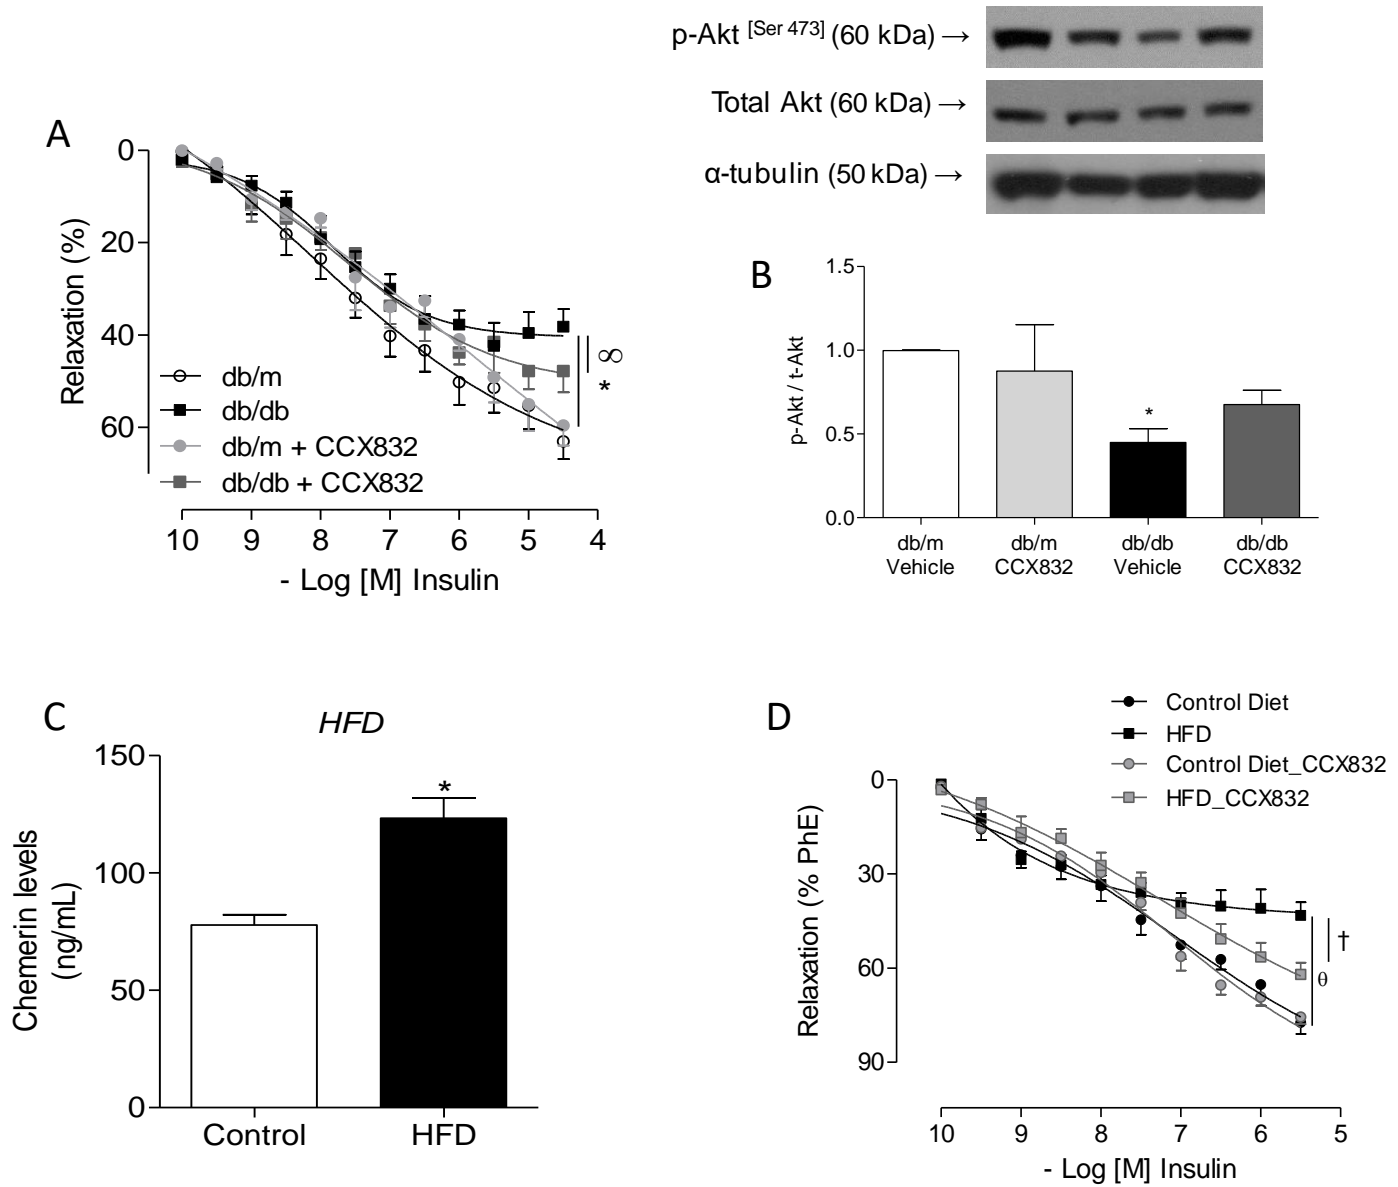 p-Akt [Ser 473] (60 kDa) →
Total Akt (60 kDa) →
α-tubulin (50 kDa) →
A
0
20
40
60
Relaxation (%)
db/m
db/db
db/m + CCX832
db/db + CCX832
∞
*
10 9 8 7 6 5 4
- Log [M] Insulin
B
1.5
1.0
0.5
0.0
p-Akt / t-Akt
*
db/m Vehicle
db/m CCX832
db/db Vehicle
db/db CCX832
C
HFD
150
100
50
0
Chemerin levels
(ng/mL)
*
Control HFD
D
Control Diet
HFD
Control Diet_CCX832
HFD_CCX832
0
30
60
90
Relaxation (% PhE)
†
θ
10 9 8 7 6 5
- Log [M] Insulin